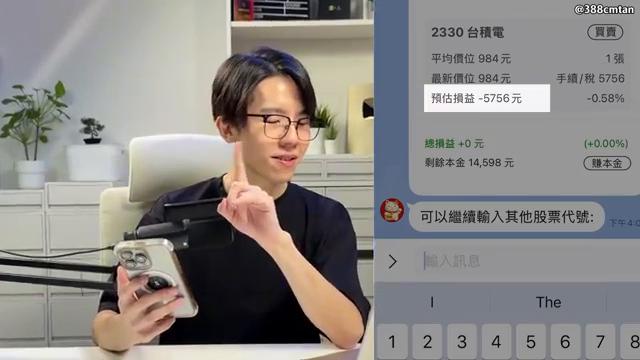 @388cmtan
2330 台積電
買賣
平均價位 984 元
1 張
最新價位 984 元
手續/稅 5756
預估損益 -5756 元
-0.58%
總損益 +0 元
(+0.00%)
剩餘本金 14,598 元
賺本金
可以繼續輸入其他股票代號:
輸入訊息
I
The
1 2 3 4 5 6 7 8